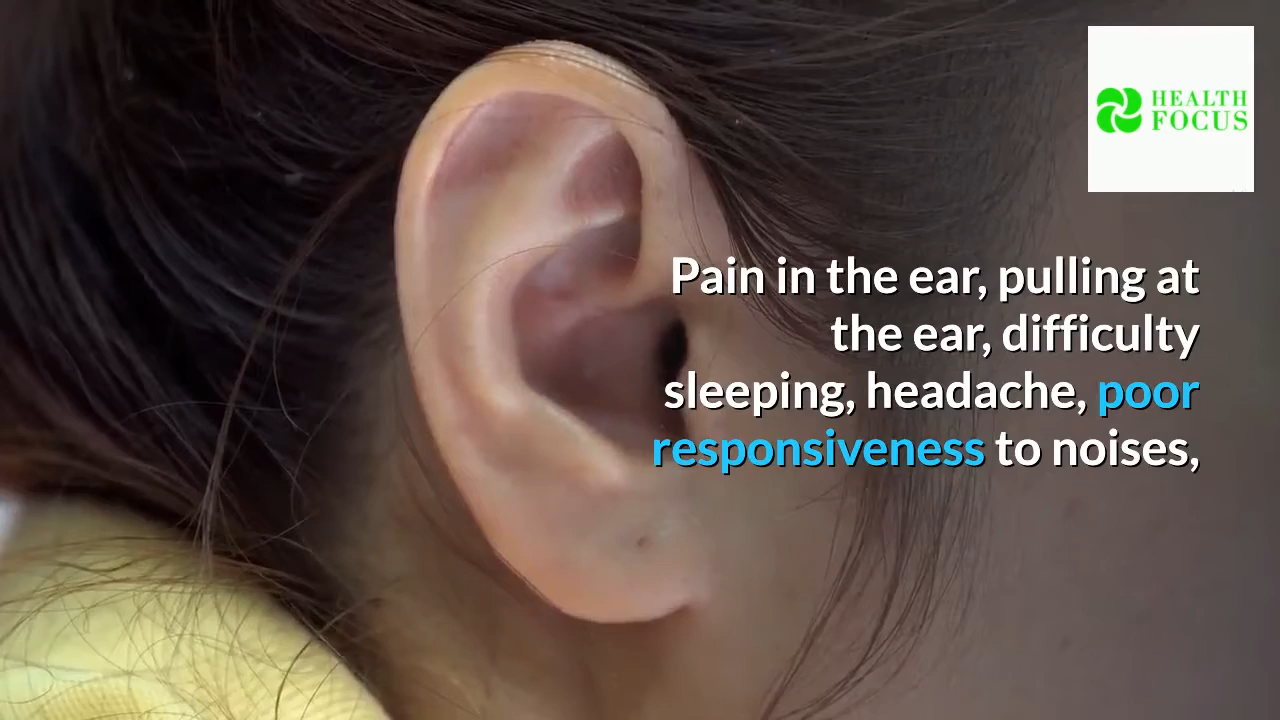 HEALTH
FOCUS
Pain in the ear, pulling at
the ear, difficulty
sleeping, headache, poor
responsiveness to noises,